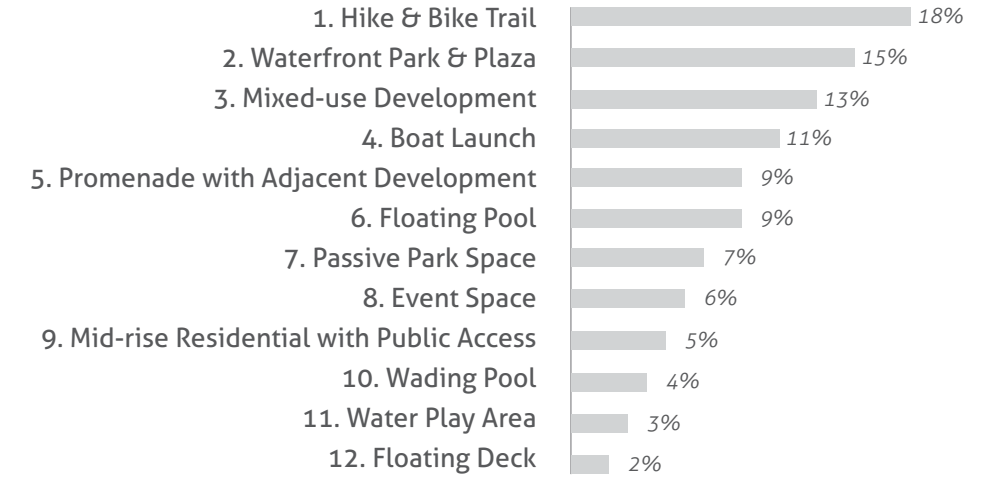 1. Hike & Bike Trail 18%
2. Waterfront Park & Plaza 15%
3. Mixed-use Development 13%
4. Boat Launch 11%
5. Promenade with Adjacent Development 9%
6. Floating Pool 9%
7. Passive Park Space 7%
8. Event Space 6%
9. Mid-rise Residential with Public Access 5%
10. Wading Pool 4%
11. Water Play Area 3%
12. Floating Deck 2%